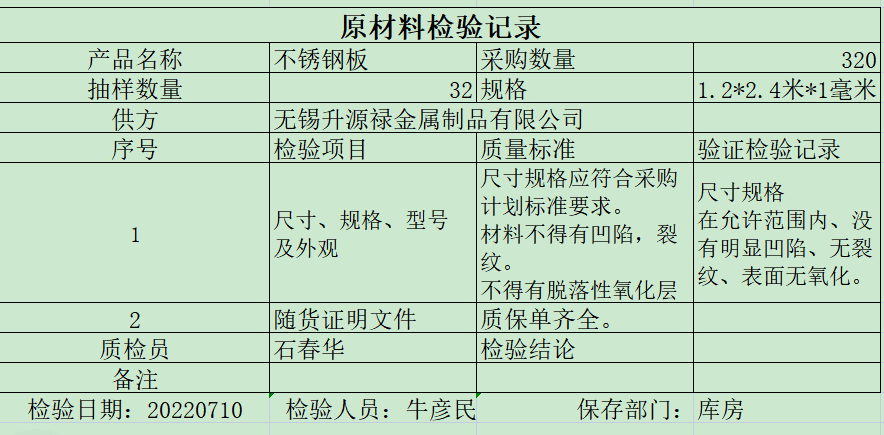 原材料检验记录
产品名称 不锈钢板 采购数量 320
抽样数量 32 规格 1.2*2.4米*1毫米
供方 无锡升源禄金属制品有限公司
序号 检验项目 质量标准 验证检验记录
1
尺寸、规格、型号
及外观
尺寸规格应符合采购
计划标准要求。
材料不得有凹陷，裂
纹。
不得有脱落性氧化层
尺寸规格
在允许范围内、没
有明显凹陷、无裂
纹、表面无氧化。
2 随货证明文件 质保单齐全。
质检员 石春华 检验结论
备注
检验日期：20220710 检验人员：牛彦民 保存部门：库房